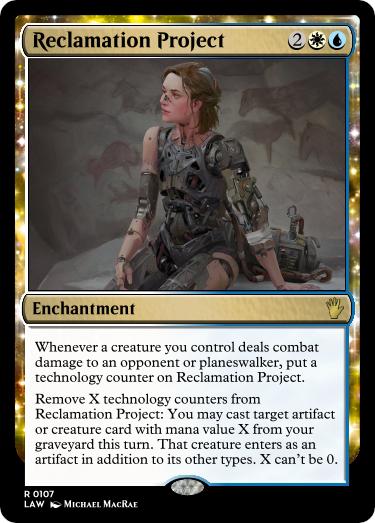 Reclamation Project 2
Enchantment
Whenever a creature you control deals combat
damage to an opponent or planeswalker, put a
technology counter on Reclamation Project.
Remove X technology counters from
Reclamation Project: You may cast target artifact
or creature card with mana value X from your
graveyard this turn. That creature enters as an
artifact in addition to its other types. X can't be 0.
R 0107
LAW Michael MacRae